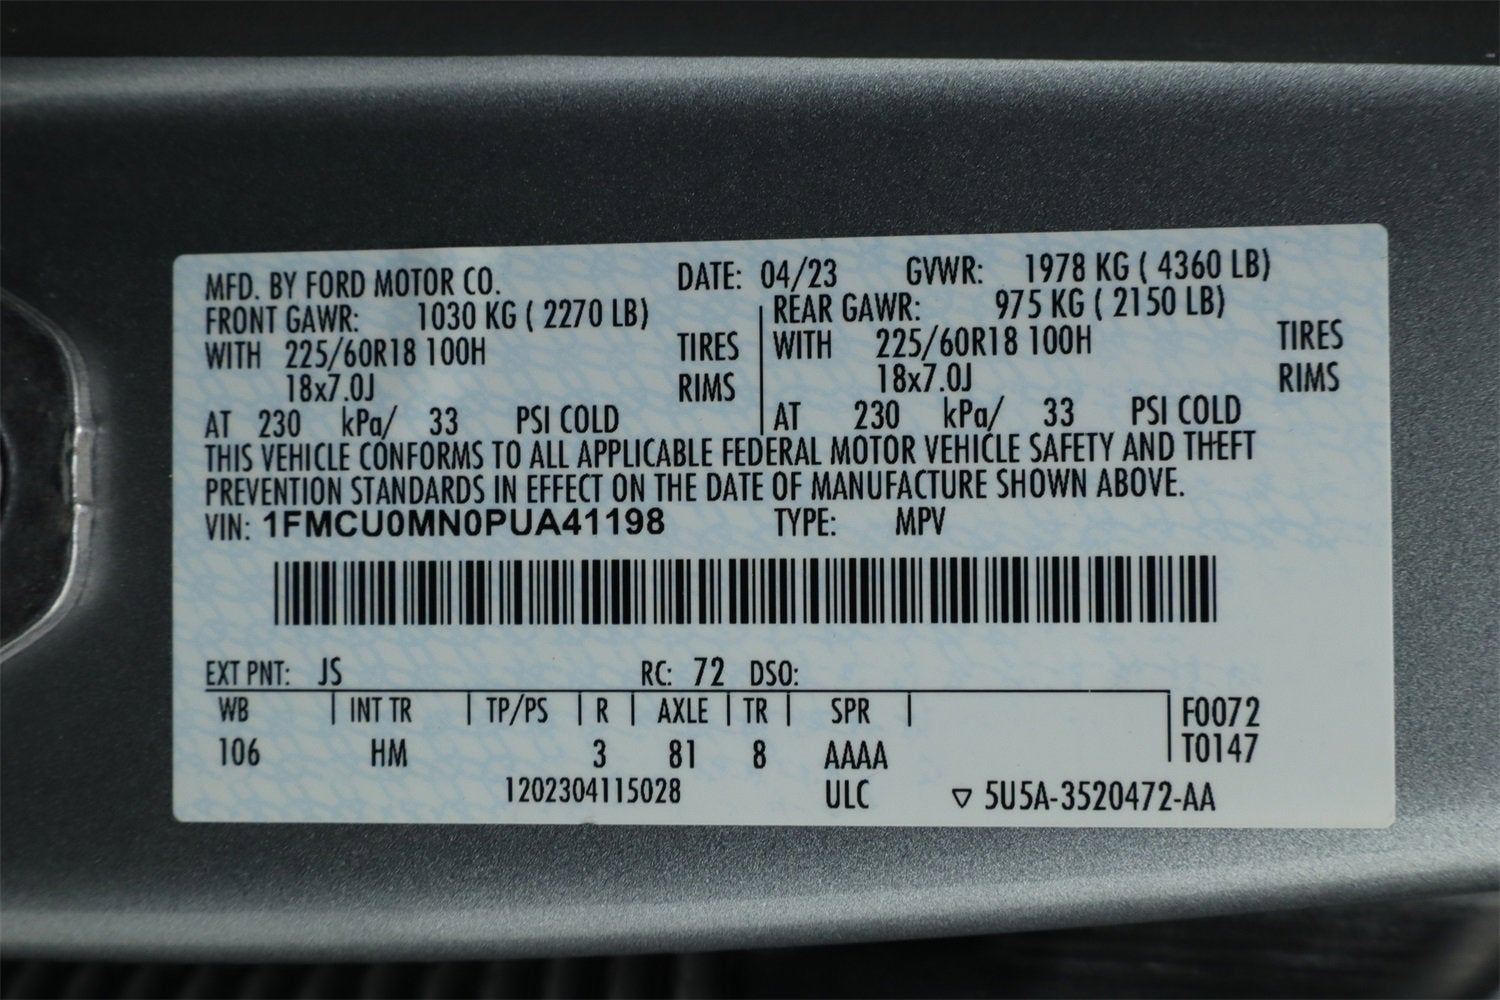 MFD. BY FORD MOTOR CO. DATE: 04/23 GVWR: 1978 KG ( 4360 LB)
FRONT GAWR: 1030 KG ( 2270 LB) REAR GAWR: 975 KG ( 2150 LB)
WITH 225/60R18 100H TIRES WITH 225/60R18 100H TIRES
18x7.0J RIMS 18x7.0J RIMS
AT 230 kPa/ 33 PSI COLD AT 230 kPa/ 33 PSI COLD
THIS VEHICLE CONFORMS TO ALL APPLICABLE FEDERAL MOTOR VEHICLE SAFETY AND THEFT
PREVENTION STANDARDS IN EFFECT ON THE DATE OF MANUFACTURE SHOWN ABOVE.
VIN: 1FMCU0MN0PUA41198 TYPE: MPV
EXT PNT: JS RC: 72 DSO:
WB INT TR TP/PS R AXLE TR SPR F0072
106 HM 3 81 8 AAAA T0147
1202304115028 ULC ▽ 5U5A-3520472-AA